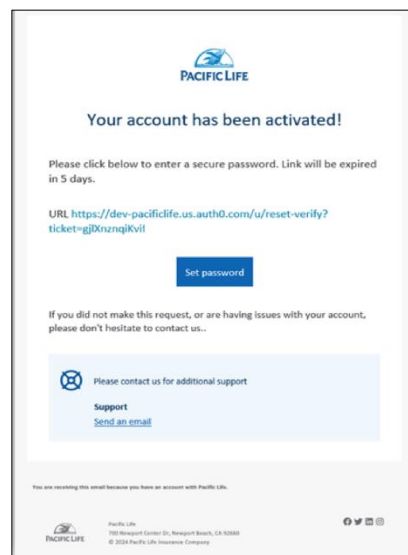 PACIFIC LIFE
Your account has been activated!
Please click below to enter a secure password. Link will be expired
in 5 days.
URL https://dev-pacificlife.us.auth0.com/u/reset-verify?
ticket=gjlXnznqiKviI
Set password
If you did not make this request, or are having issues with your account,
please don't hesitate to contact us..
Please contact us for additional support
Support
Send an email
You are receiving this email because you have an account with Pacific Life.
PACIFIC LIFE
Pacific Life
700 Newport Center Dr, Newport Beach, CA 92660
© 2024 Pacific Life Insurance Company